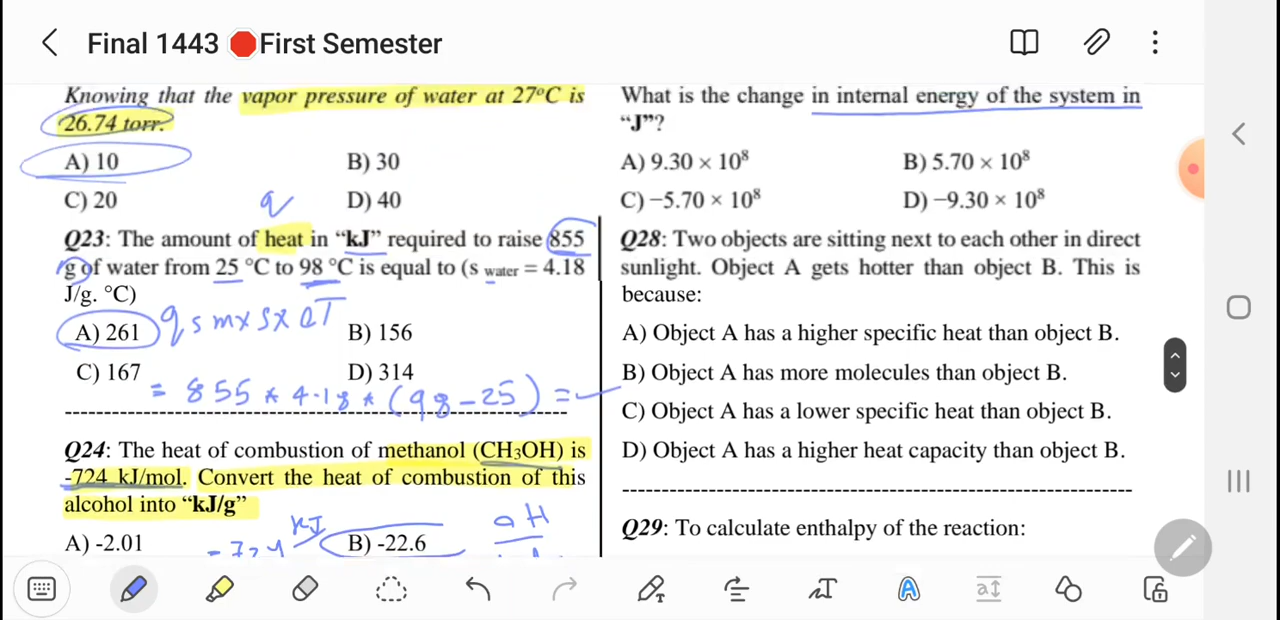 Final 1443 🛑First Semester
Knowing that the vapor pressure of water at 27°C is
26.74 torr.
A) 10 B) 30
C) 20 D) 40
q
Q23: The amount of heat in “kJ” required to raise 855
g of water from 25 °C to 98 °C is equal to (s water = 4.18
J/g. °C)
A) 261 B) 156
q = m x s x ΔT
C) 167 D) 314
= 855 * 4.18 * (98 - 25) =
Q24: The heat of combustion of methanol (CH₃OH) is
-724 kJ/mol. Convert the heat of combustion of this
alcohol into “kJ/g”
A) -2.01 B) -22.6
-724 kJ
ΔH
What is the change in internal energy of the system in
“J”?
A) 9.30 × 10⁸ B) 5.70 × 10⁸
C) −5.70 × 10⁸ D) −9.30 × 10⁸
Q28: Two objects are sitting next to each other in direct
sunlight. Object A gets hotter than object B. This is
because:
A) Object A has a higher specific heat than object B.
B) Object A has more molecules than object B.
C) Object A has a lower specific heat than object B.
D) Object A has a higher heat capacity than object B.
Q29: To calculate enthalpy of the reaction: